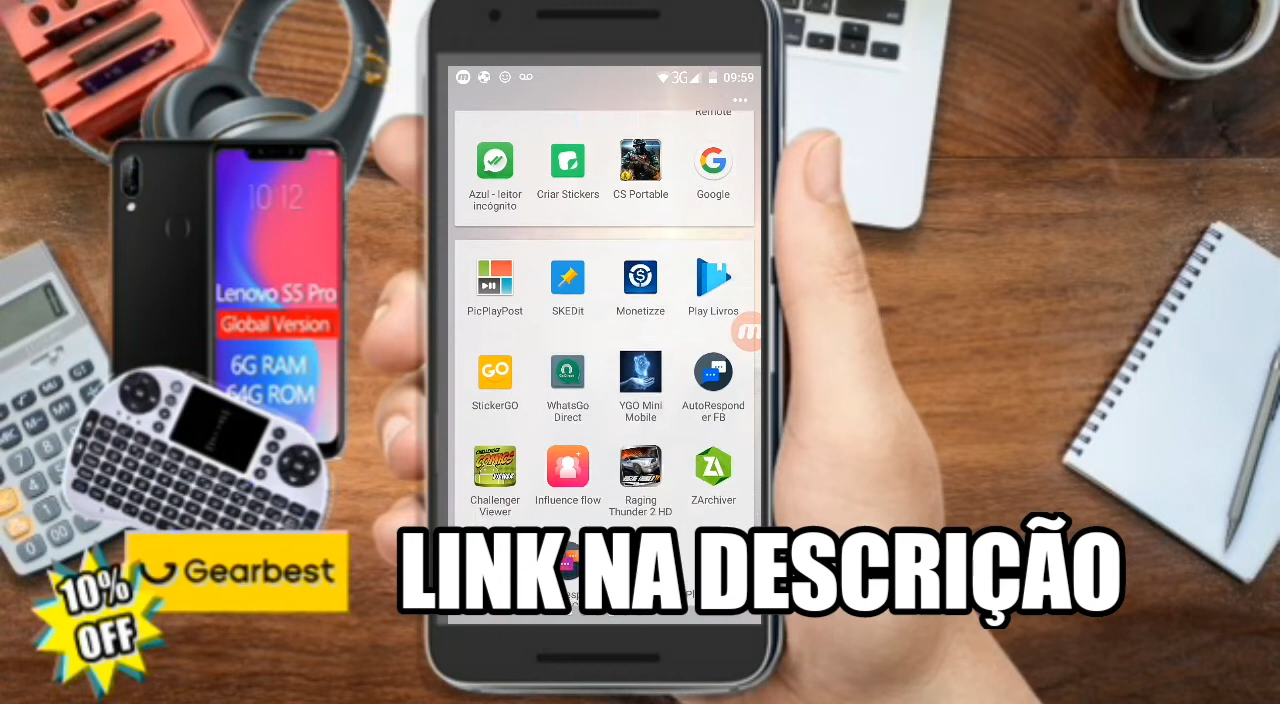 3G 09:59
Remote
Azul - leitor
incógnito
Criar Stickers
CS Portable
Google
PicPlayPost
SKEDit
Monetizze
Play Livros
GO
StickerGO
WhatsGo
Direct
YGO Mini
Mobile
AutoRespond
er FB
Challenger
Viewer
Influence flow
Raging
Thunder 2 HD
ZA
ZArchiver
10 12
Lenovo S5 Pro
Global Version
6G RAM
64G ROM
Gearbest
10%
OFF
LINK NA DESCRIÇÃO